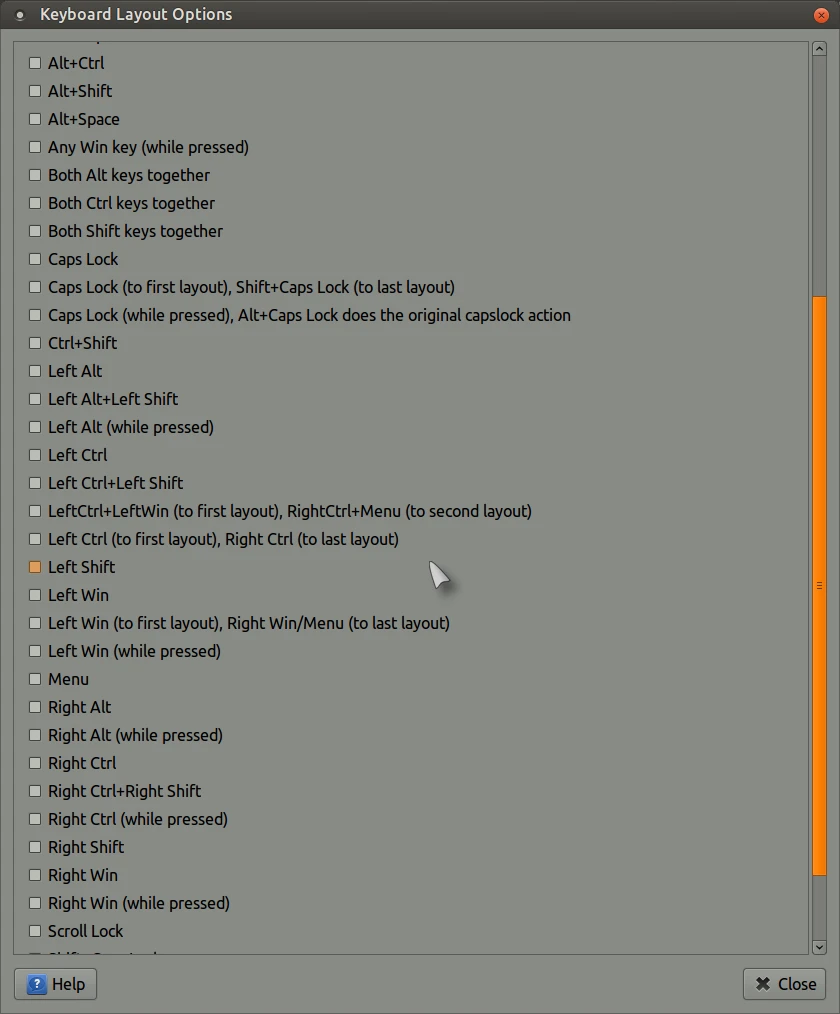 Keyboard Layout Options
Alt+Ctrl
Alt+Shift
Alt+Space
Any Win key (while pressed)
Both Alt keys together
Both Ctrl keys together
Both Shift keys together
Caps Lock
Caps Lock (to first layout), Shift+Caps Lock (to last layout)
Caps Lock (while pressed), Alt+Caps Lock does the original capslock action
Ctrl+Shift
Left Alt
Left Alt+Left Shift
Left Alt (while pressed)
Left Ctrl
Left Ctrl+Left Shift
LeftCtrl+LeftWin (to first layout), RightCtrl+Menu (to second layout)
Left Ctrl (to first layout), Right Ctrl (to last layout)
Left Shift
Left Win
Left Win (to first layout), Right Win/Menu (to last layout)
Left Win (while pressed)
Menu
Right Alt
Right Alt (while pressed)
Right Ctrl
Right Ctrl+Right Shift
Right Ctrl (while pressed)
Right Shift
Right Win
Right Win (while pressed)
Scroll Lock
Help
Close